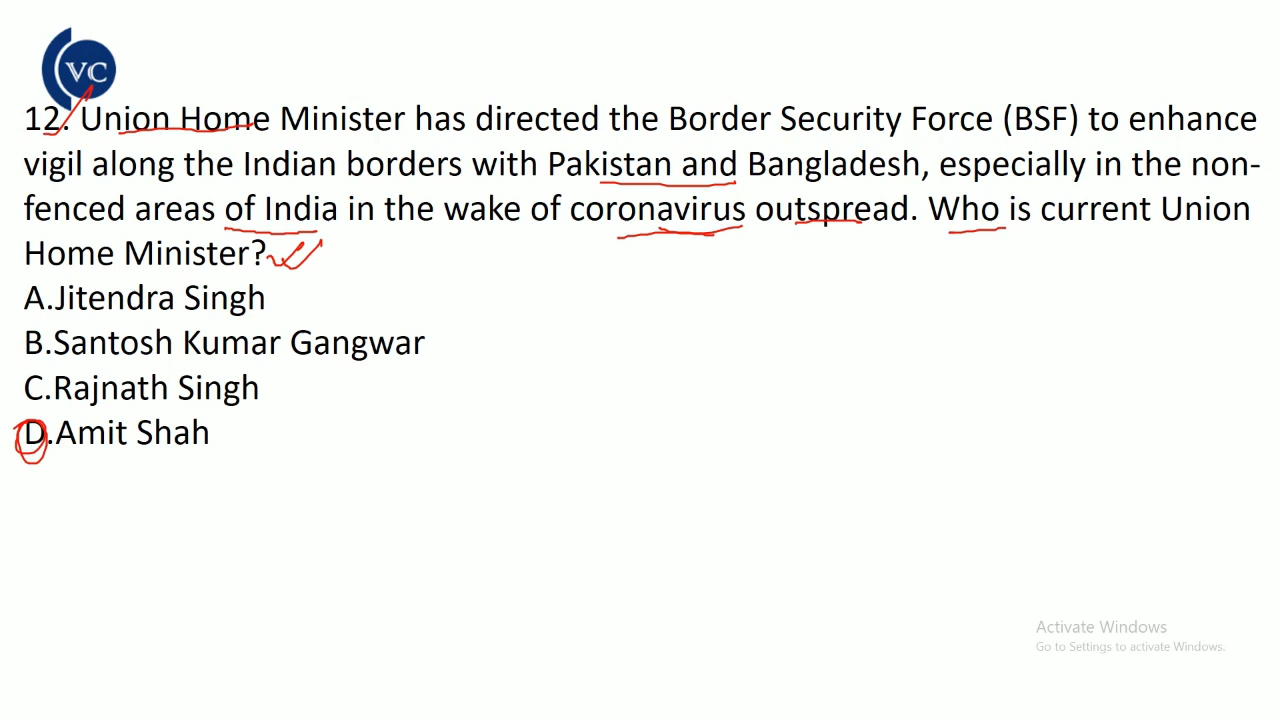 VC
12. Union Home Minister has directed the Border Security Force (BSF) to enhance
vigil along the Indian borders with Pakistan and Bangladesh, especially in the non-
fenced areas of India in the wake of coronavirus outspread. Who is current Union
Home Minister?
A.Jitendra Singh
B.Santosh Kumar Gangwar
C.Rajnath Singh
D.Amit Shah
Activate Windows
Go to Settings to activate Windows.